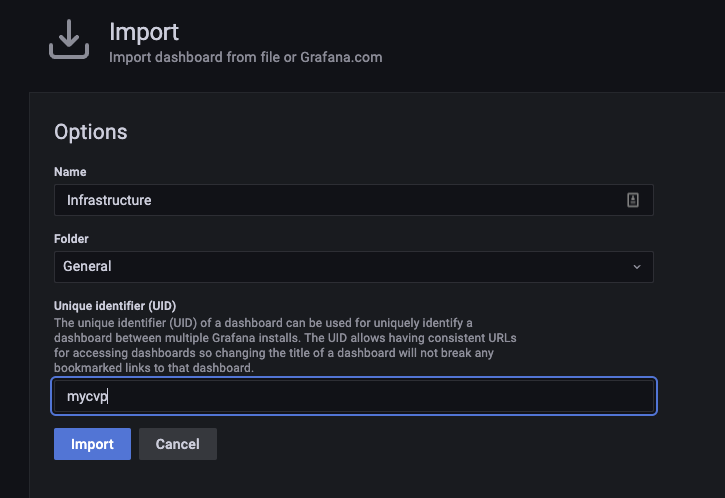 Import
Import dashboard from file or Grafana.com
Options
Name
Infrastructure
Folder
General
Unique identifier (UID)
The unique identifier (UID) of a dashboard can be used for uniquely identify a
dashboard between multiple Grafana installs. The UID allows having consistent URLs
for accessing dashboards so changing the title of a dashboard will not break any
bookmarked links to that dashboard.
mycvp
Import Cancel